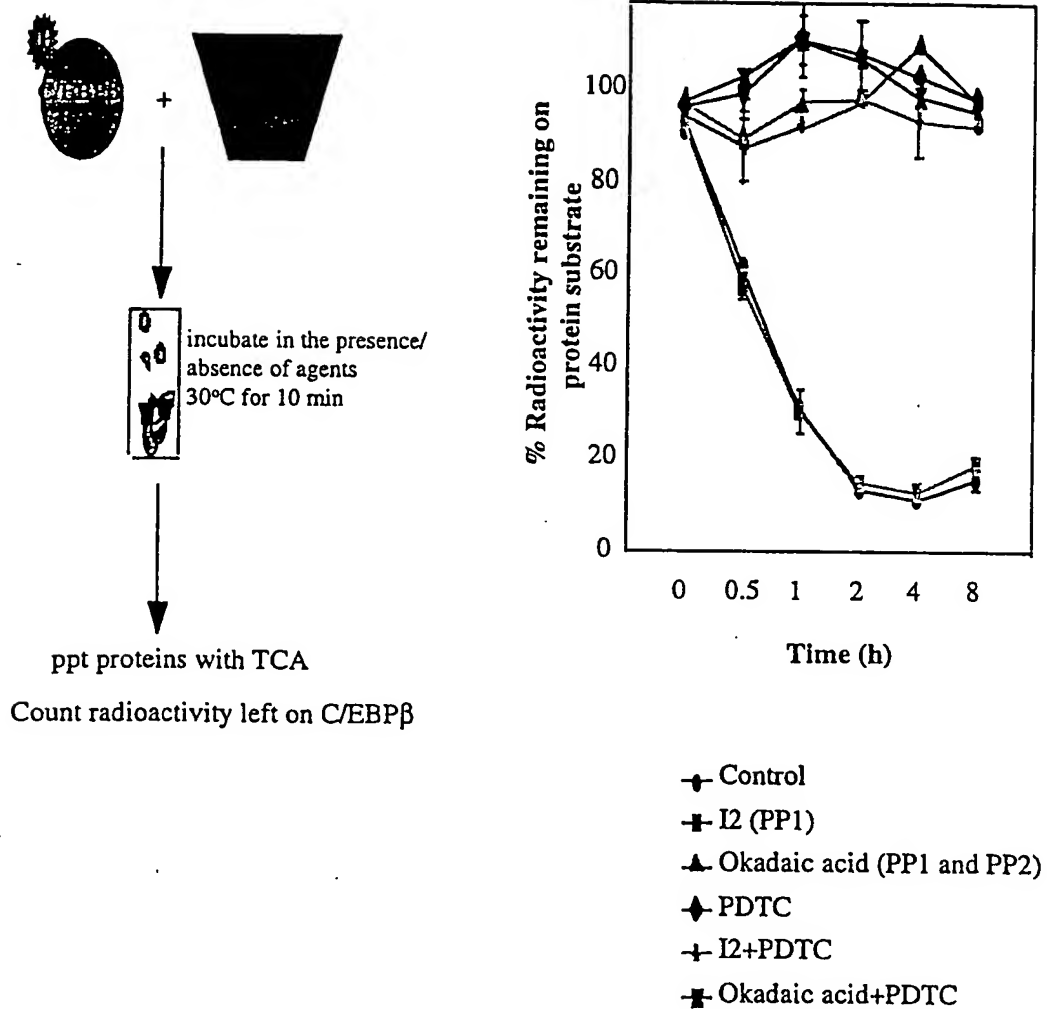 +
incubate in the presence/
absence of agents
30°C for 10 min
ppt proteins with TCA
Count radioactivity left on C/EBPβ
% Radioactivity remaining on
protein substrate
100
80
60
40
20
0
0 0.5 1 2 4 8
Time (h)
Control
I2 (PP1)
Okadaic acid (PP1 and PP2)
PDTC
I2+PDTC
Okadaic acid+PDTC